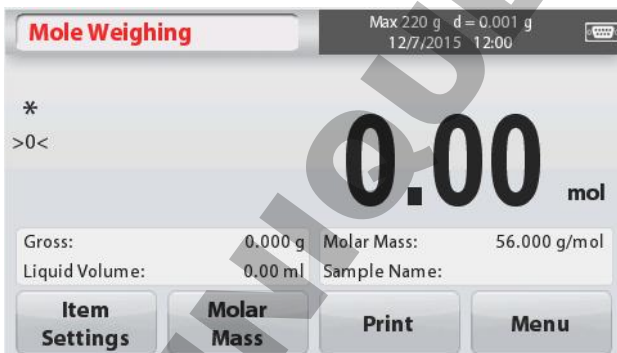 Mole Weighing
Max 220 g d = 0.001 g
12/7/2015 12:00
*
>0<
0.00 mol
Gross: 0.000 g
Molar Mass: 56.000 g/mol
Liquid Volume: 0.00 ml
Sample Name:
Item Settings
Molar Mass
Print
Menu